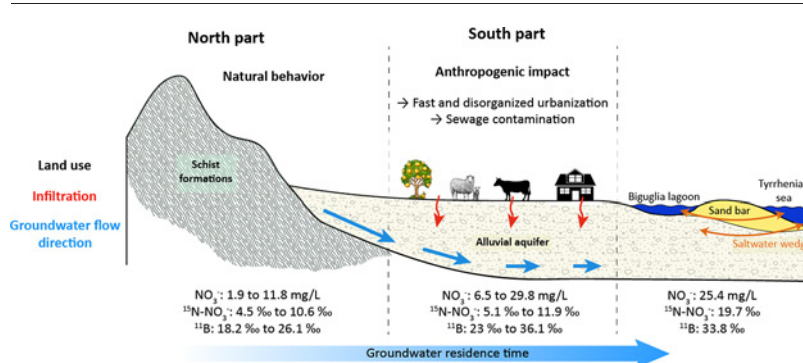 North part
South part
Natural behavior
Anthropogenic impact
→ Fast and disorganized urbanization
→ Sewage contamination
Land use
Infiltration
Groundwater flow
direction
Schist
formations
Alluvial aquifer
Biguglia lagoon
Sand bar
Tyrrhenia
sea
Saltwater wedg
NO₃⁻: 1.9 to 11.8 mg/L
¹⁵N-NO₃⁻: 4.5 ‰ to 10.6 ‰
¹¹B: 18.2 ‰ to 26.1 ‰
NO₃⁻: 6.5 to 29.8 mg/L
¹⁵N-NO₃⁻: 5.1 ‰ to 11.9 ‰
¹¹B: 23 ‰ to 36.1 ‰
NO₃⁻: 25.4 mg/L
¹⁵N-NO₃⁻: 19.7 ‰
¹¹B: 33.8 ‰
Groundwater residence time